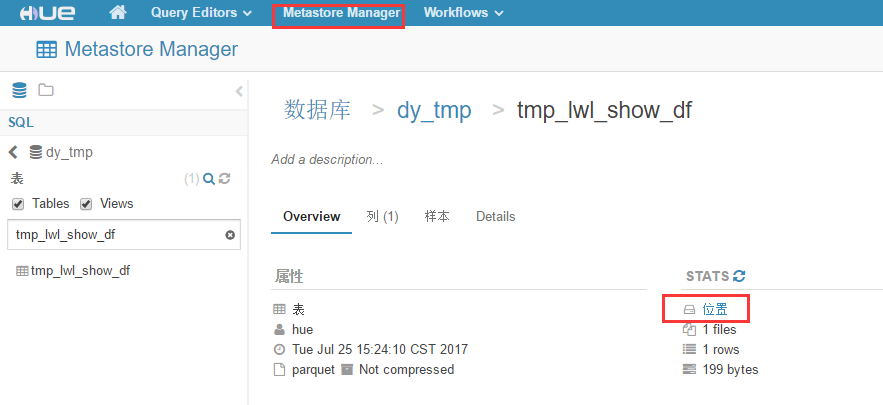 HUE Query Editors Metastore Manager Workflows
Metastore Manager
SQL
dy_tmp
表 (1)
Tables Views
tmp_lwl_show_df
tmp_lwl_show_df
数据库 > dy_tmp > tmp_lwl_show_df
Add a description...
Overview 列 (1) 样本 Details
属性
表
hue
Tue Jul 25 15:24:10 CST 2017
parquet Not compressed
STATS
位置
1 files
1 rows
199 bytes